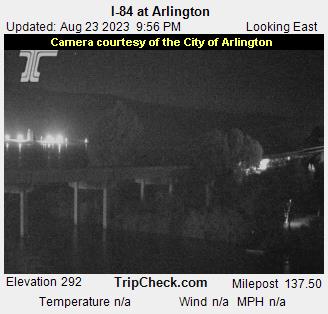 I-84 at Arlington
Updated: Aug 23 2023 9:56 PM Looking East
Camera courtesy of the City of Arlington
Elevation 292 TripCheck.com Milepost 137.50
Temperature n/a Wind n/a MPH n/a